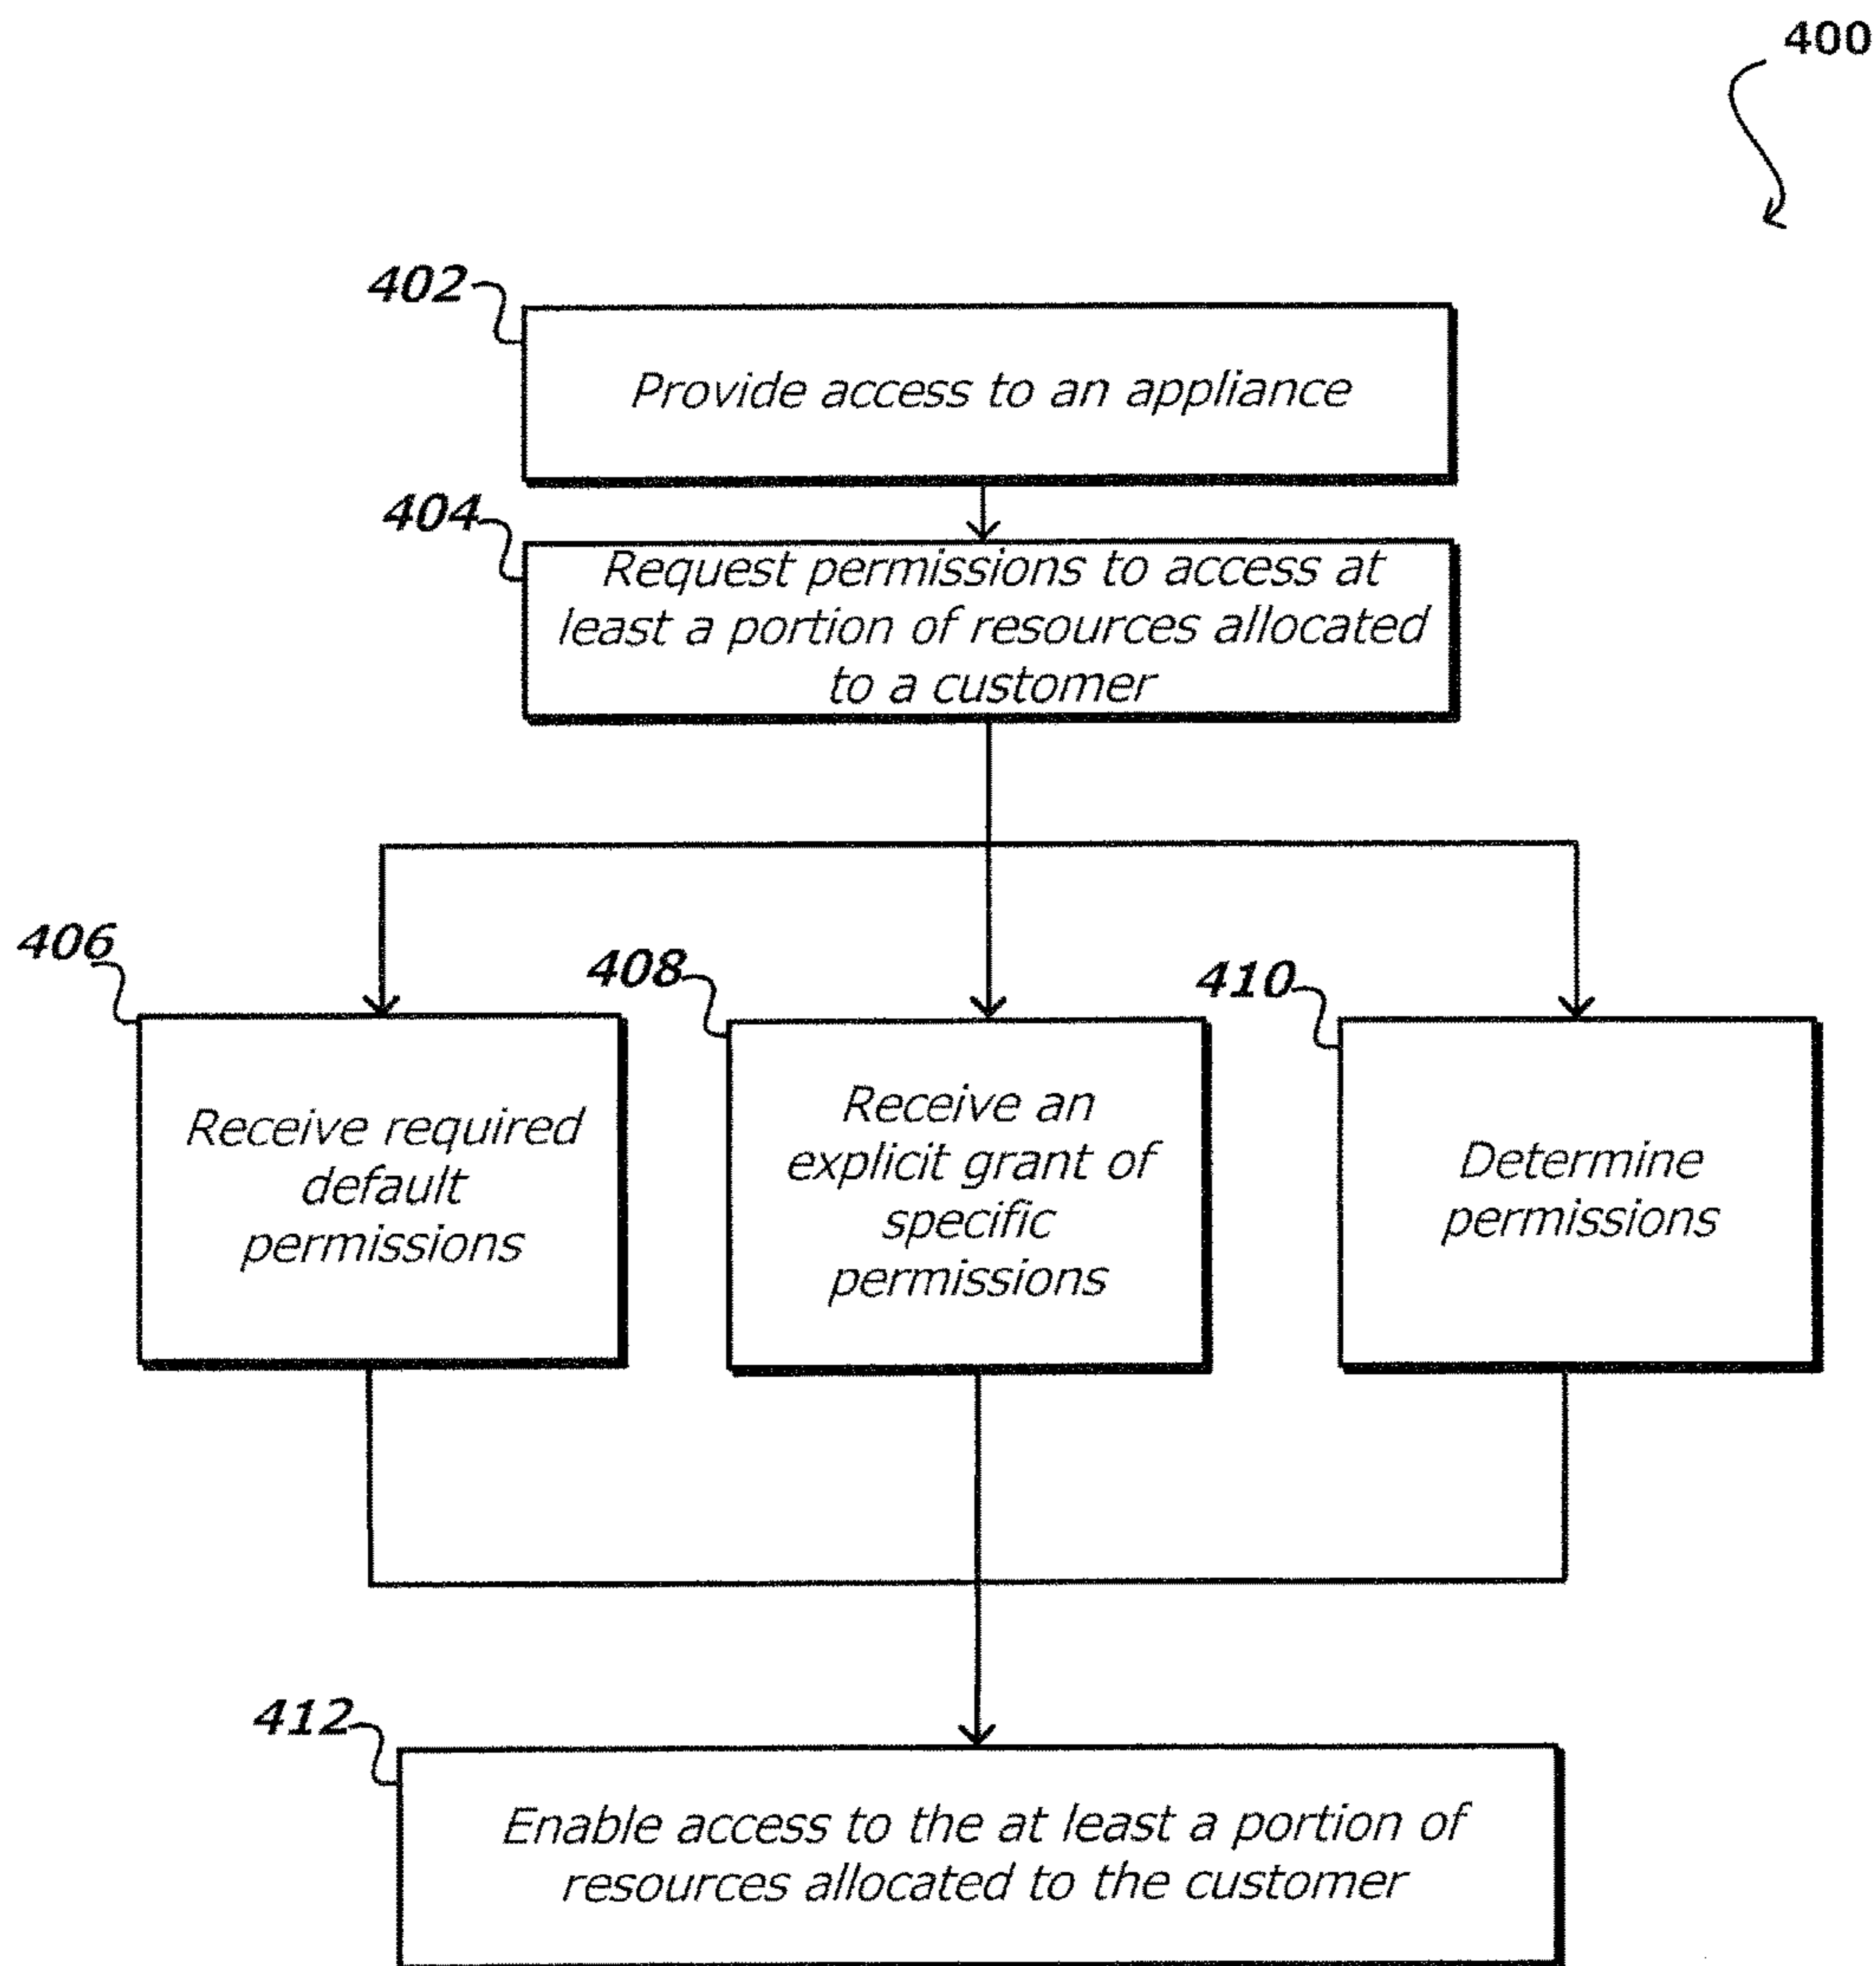 400
402
Provide access to an appliance
404
Request permissions to access at
least a portion of resources allocated
to a customer
406
Receive required
default
permissions
408
Receive an
explicit grant of
specific
permissions
410
Determine
permissions
412
Enable access to the at least a portion of
resources allocated to the customer